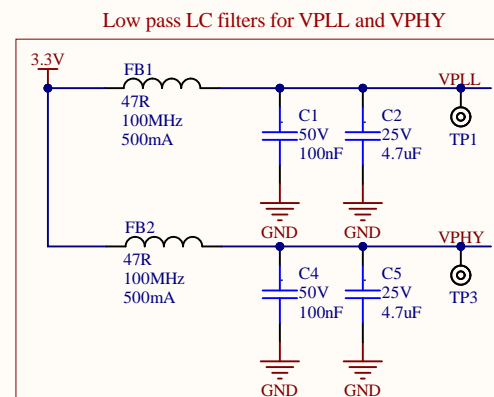 Low pass LC filters for VPLL and VPHY
3.3V
FB1
47R
100MHz
500mA
C1
50V
100nF
C2
25V
4.7uF
VPLL
TP1
GND
GND
FB2
47R
100MHz
500mA
C4
50V
100nF
C5
25V
4.7uF
VPHY
TP3
GND
GND